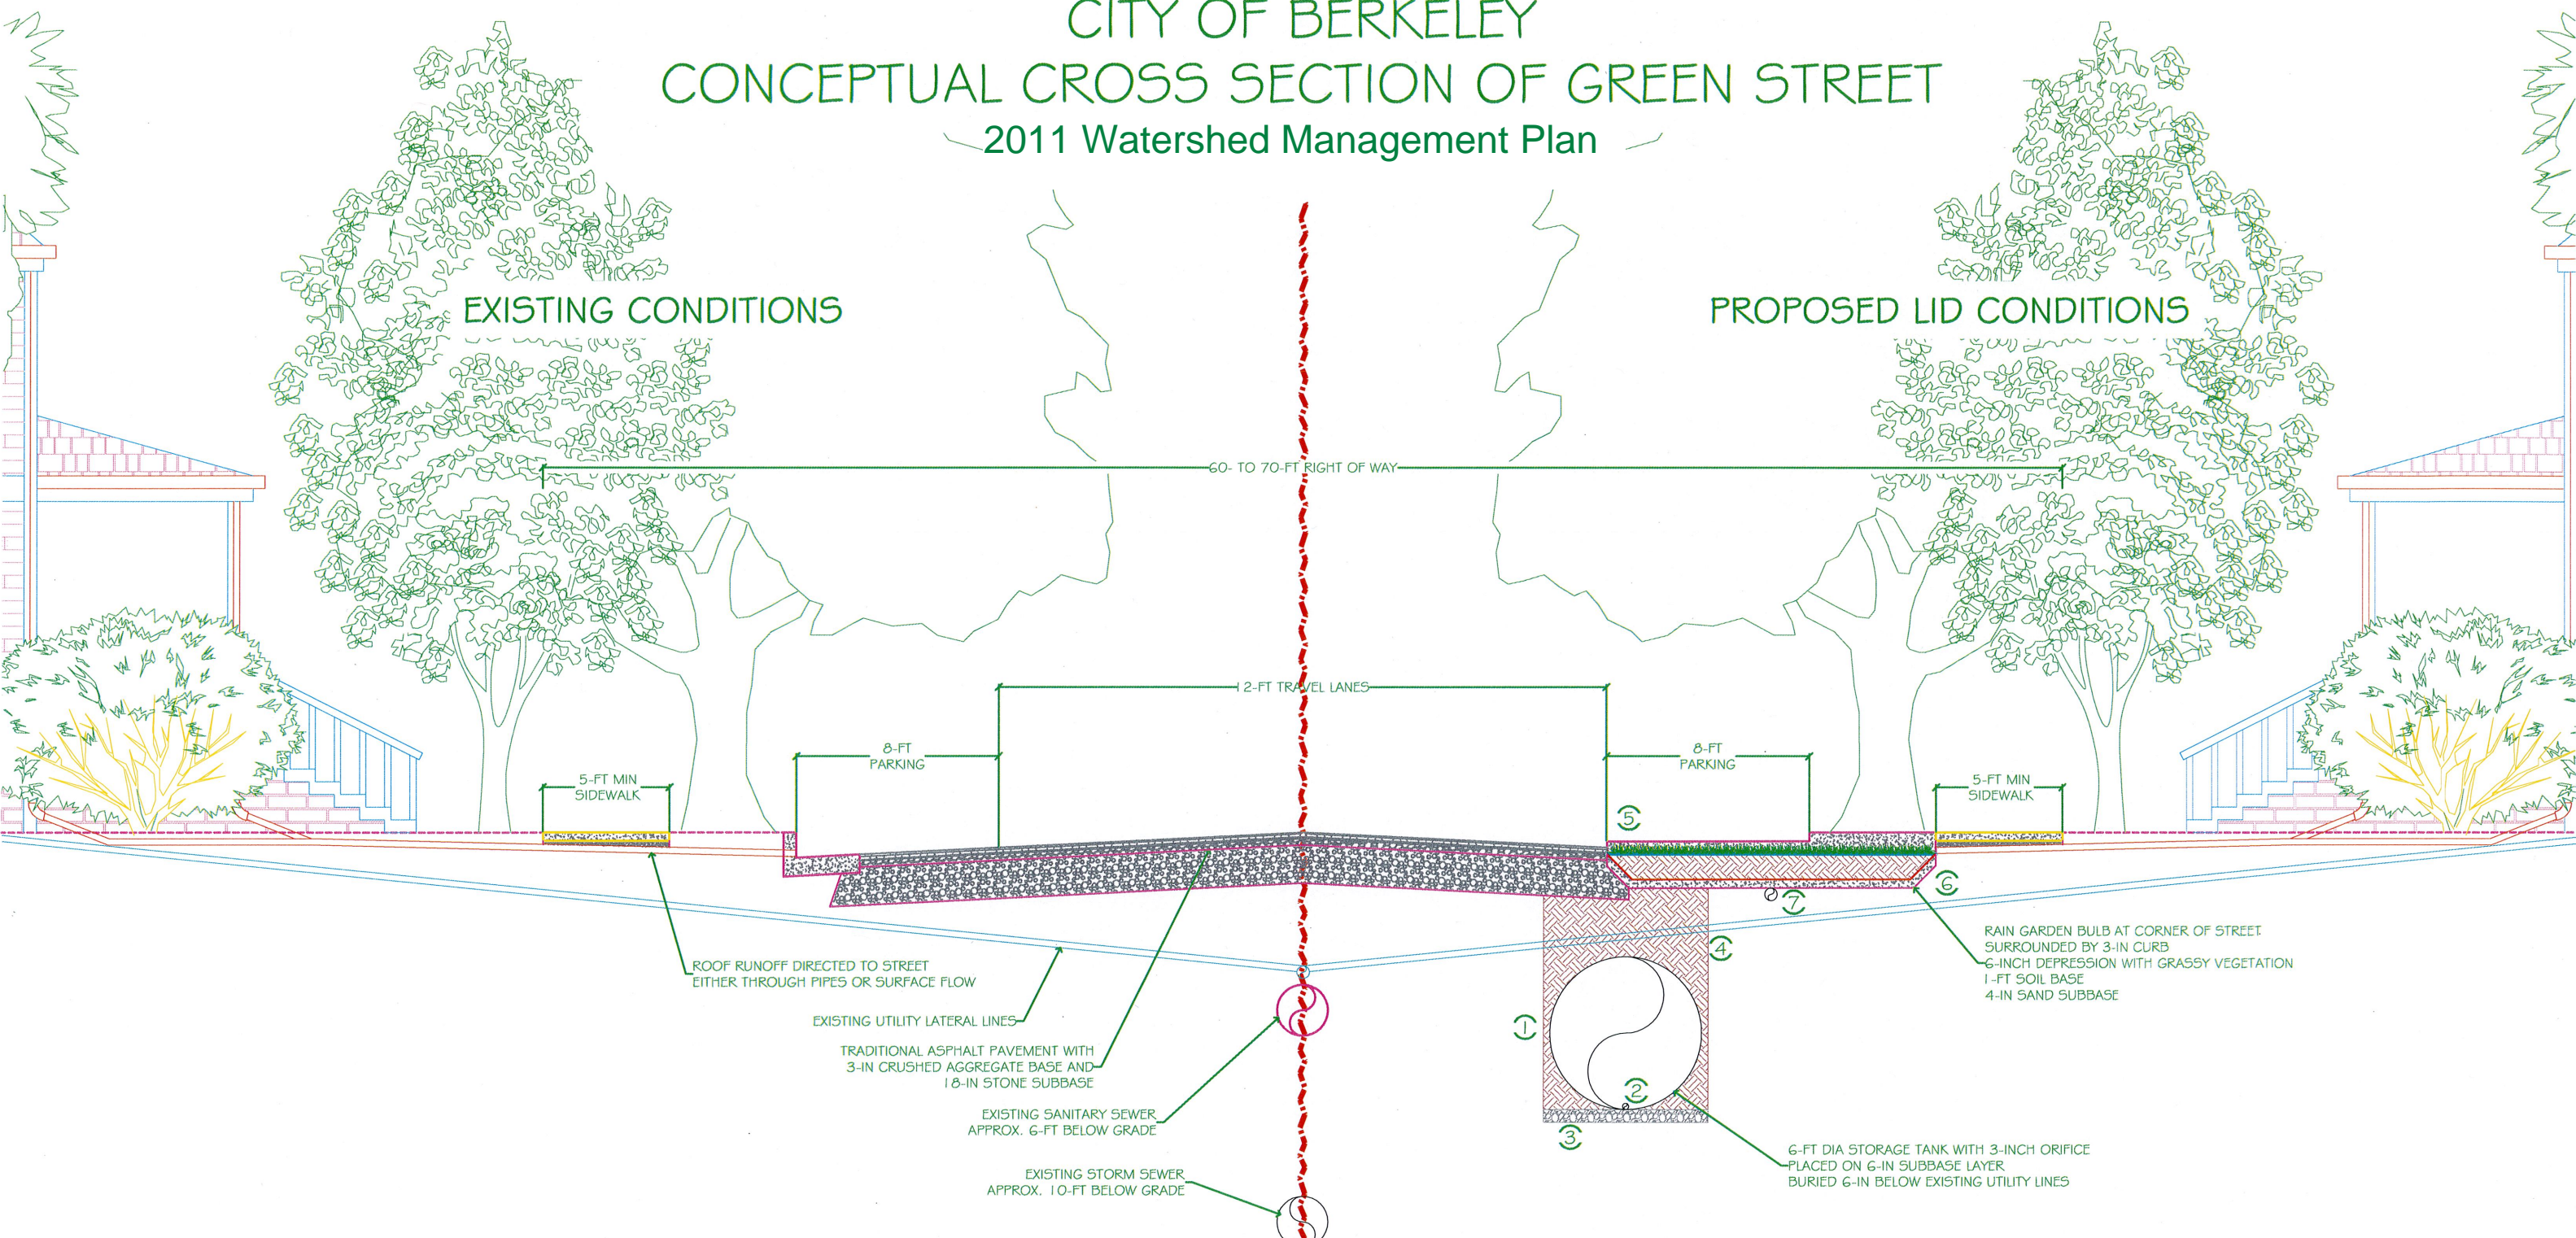 CITY OF BERKELEY
CONCEPTUAL CROSS SECTION OF GREEN STREET
2011 Watershed Management Plan
EXISTING CONDITIONS
PROPOSED LID CONDITIONS
60- TO 70-FT RIGHT OF WAY
12-FT TRAVEL LANES
8-FT
PARKING
8-FT
PARKING
5-FT MIN
SIDEWALK
5-FT MIN
SIDEWALK
5
6
7
4
1
2
3
ROOF RUNOFF DIRECTED TO STREET
EITHER THROUGH PIPES OR SURFACE FLOW
EXISTING UTILITY LATERAL LINES
TRADITIONAL ASPHALT PAVEMENT WITH
3-IN CRUSHED AGGREGATE BASE AND
18-IN STONE SUBBASE
EXISTING SANITARY SEWER
APPROX. 6-FT BELOW GRADE
EXISTING STORM SEWER
APPROX. 10-FT BELOW GRADE
RAIN GARDEN BULB AT CORNER OF STREET
SURROUNDED BY 3-IN CURB
6-INCH DEPRESSION WITH GRASSY VEGETATION
1-FT SOIL BASE
4-IN SAND SUBBASE
6-FT DIA STORAGE TANK WITH 3-INCH ORIFICE
PLACED ON 6-IN SUBBASE LAYER
BURIED 6-IN BELOW EXISTING UTILITY LINES